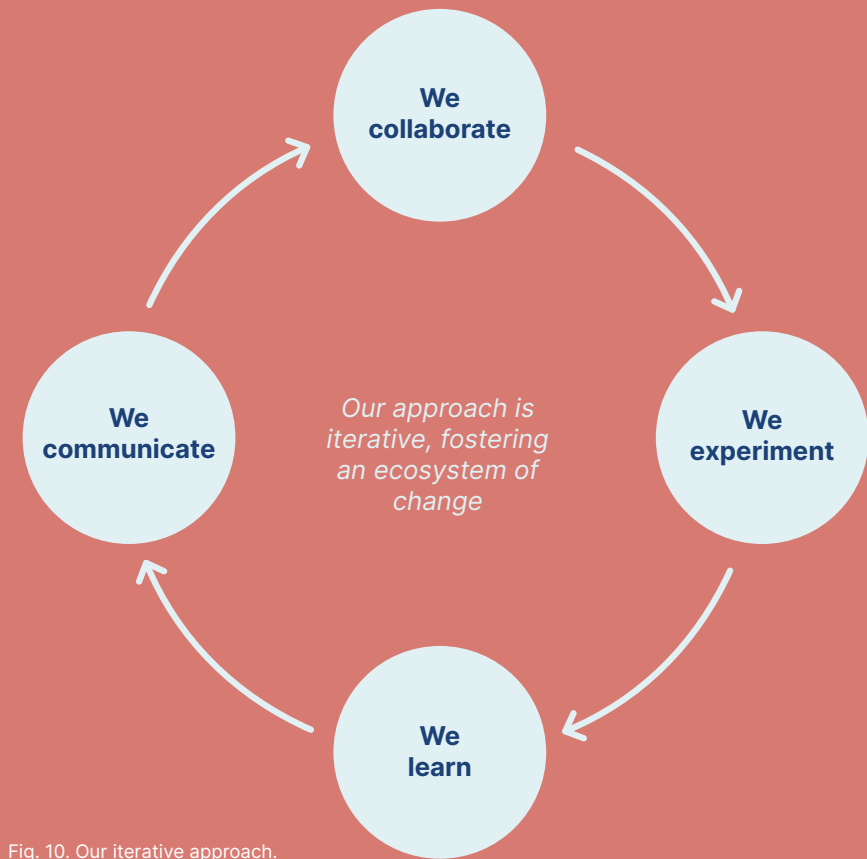 We
collaborate
We
experiment
We
learn
We
communicate
Our approach is
iterative, fostering
an ecosystem of
change
Fig. 10. Our iterative approach.